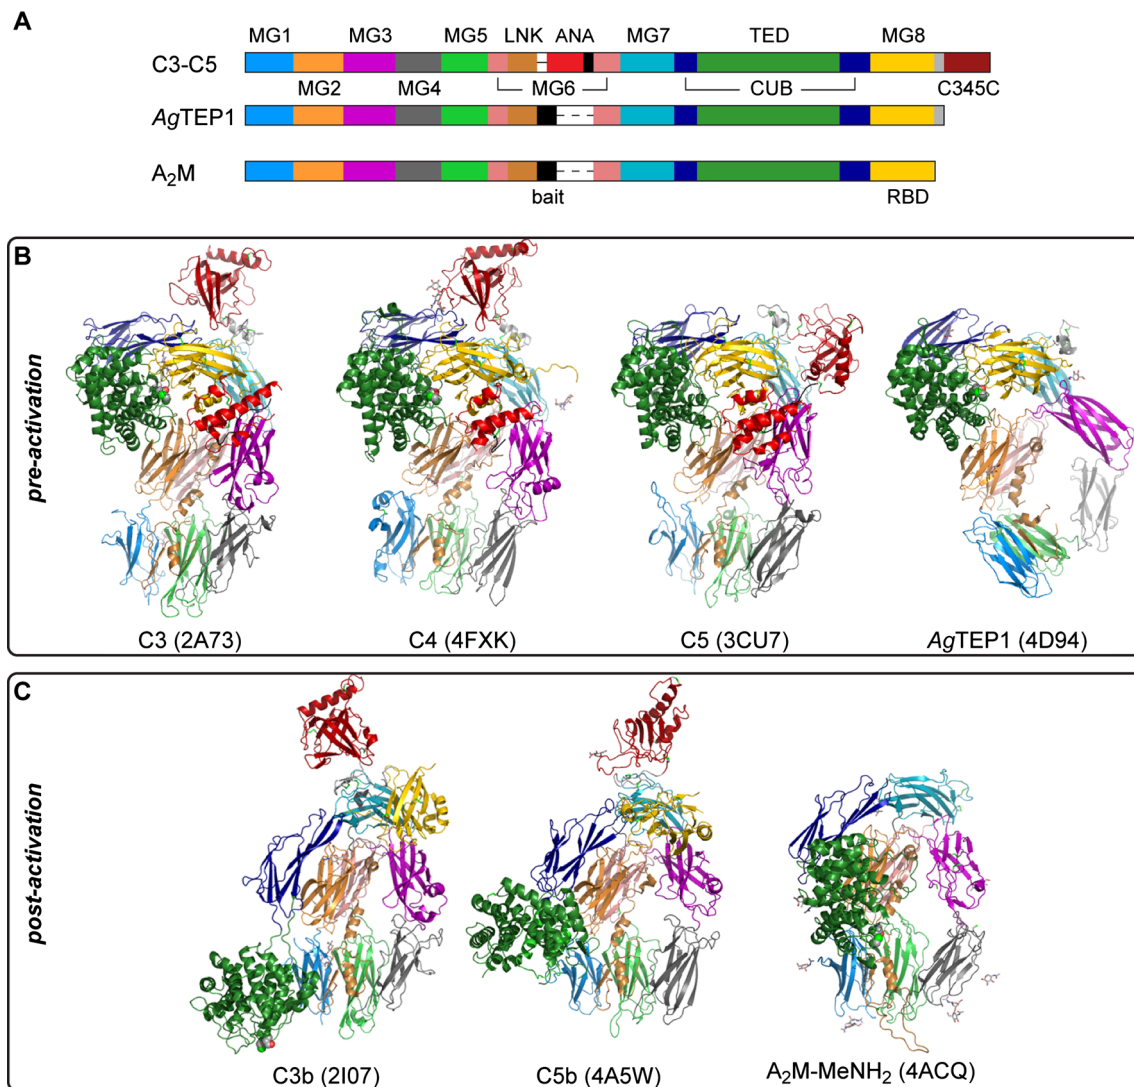 A
MG1 MG3 MG5 LNK ANA MG7 TED MG8
C3-C5
MG2 MG4 MG6 CUB C345C
AgTEP1
A₂M
bait RBD
B
pre-activation
C3 (2A73) C4 (4FXK) C5 (3CU7) AgTEP1 (4D94)
C
post-activation
C3b (2I07) C5b (4A5W) A₂M-MeNH₂ (4ACQ)